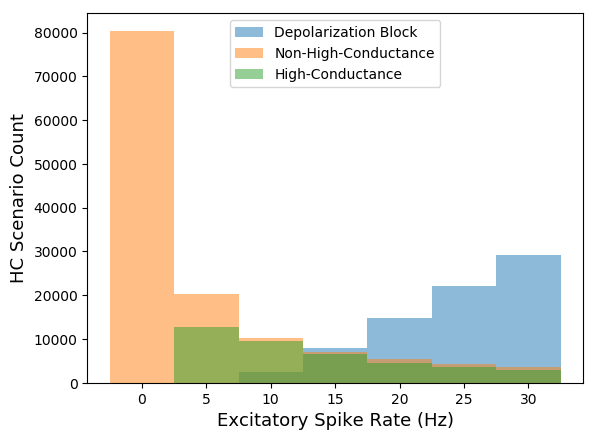 Depolarization Block
Non-High-Conductance
High-Conductance
HC Scenario Count
80000
70000
60000
50000
40000
30000
20000
10000
0
0 5 10 15 20 25 30
Excitatory Spike Rate (Hz)